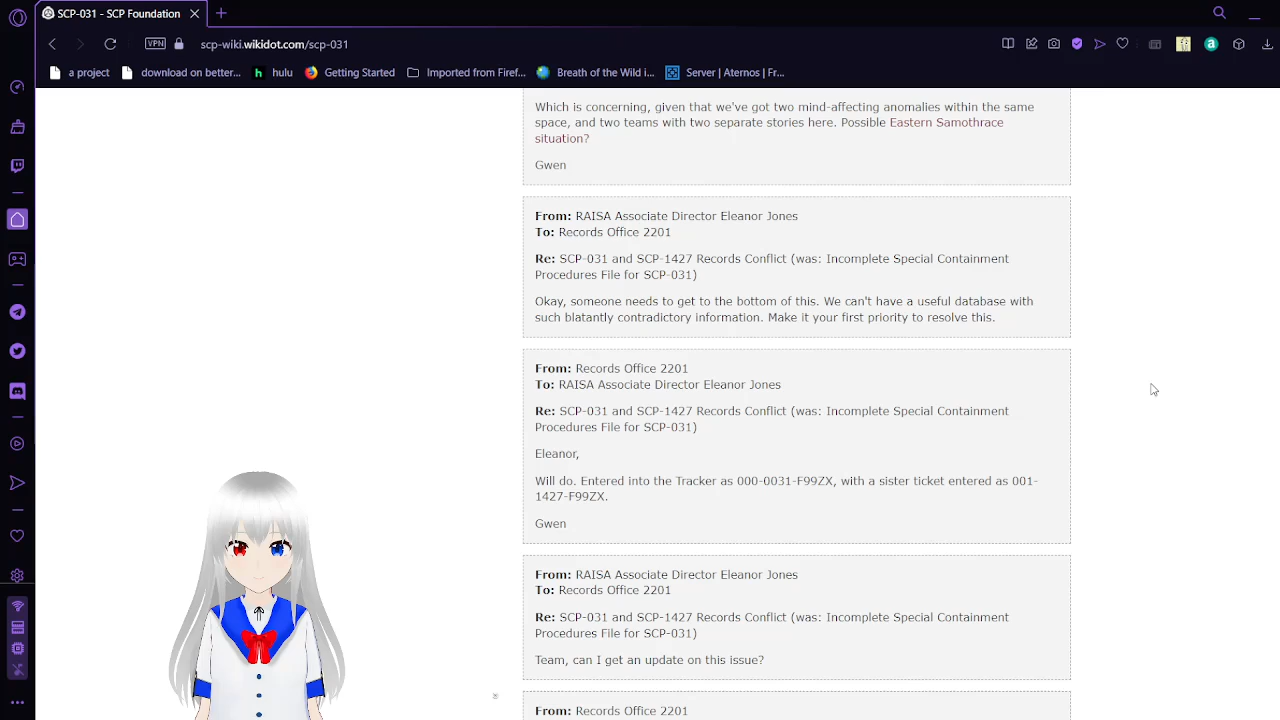 SCP-031 - SCP Foundation
VPN
scp-wiki.wikidot.com/scp-031
a project
download on better...
h
hulu
Getting Started
Imported from Firef...
Breath of the Wild i...
Server | Aternos | Fr...
a
Which is concerning, given that we've got two mind-affecting anomalies within the same
space, and two teams with two separate stories here. Possible Eastern Samothrace
situation?
Gwen
From: RAISA Associate Director Eleanor Jones
To: Records Office 2201
Re: SCP-031 and SCP-1427 Records Conflict (was: Incomplete Special Containment
Procedures File for SCP-031)
Okay, someone needs to get to the bottom of this. We can't have a useful database with
such blatantly contradictory information. Make it your first priority to resolve this.
From: Records Office 2201
To: RAISA Associate Director Eleanor Jones
Re: SCP-031 and SCP-1427 Records Conflict (was: Incomplete Special Containment
Procedures File for SCP-031)
Eleanor,
Will do. Entered into the Tracker as 000-0031-F99ZX, with a sister ticket entered as 001-
1427-F99ZX.
Gwen
From: RAISA Associate Director Eleanor Jones
To: Records Office 2201
Re: SCP-031 and SCP-1427 Records Conflict (was: Incomplete Special Containment
Procedures File for SCP-031)
Team, can I get an update on this issue?
From: Records Office 2201